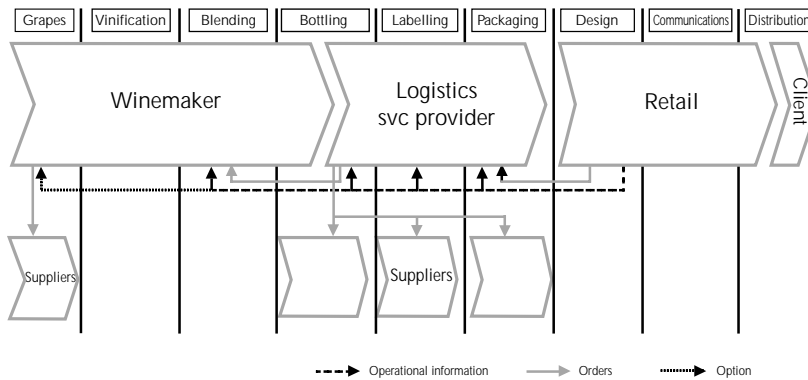 Grapes Vinification Blending Bottling Labelling Packaging Design Communications Distribution
Winemaker
Logistics
svc provider
Retail
Client
Suppliers
Suppliers
Operational information
Orders
Option